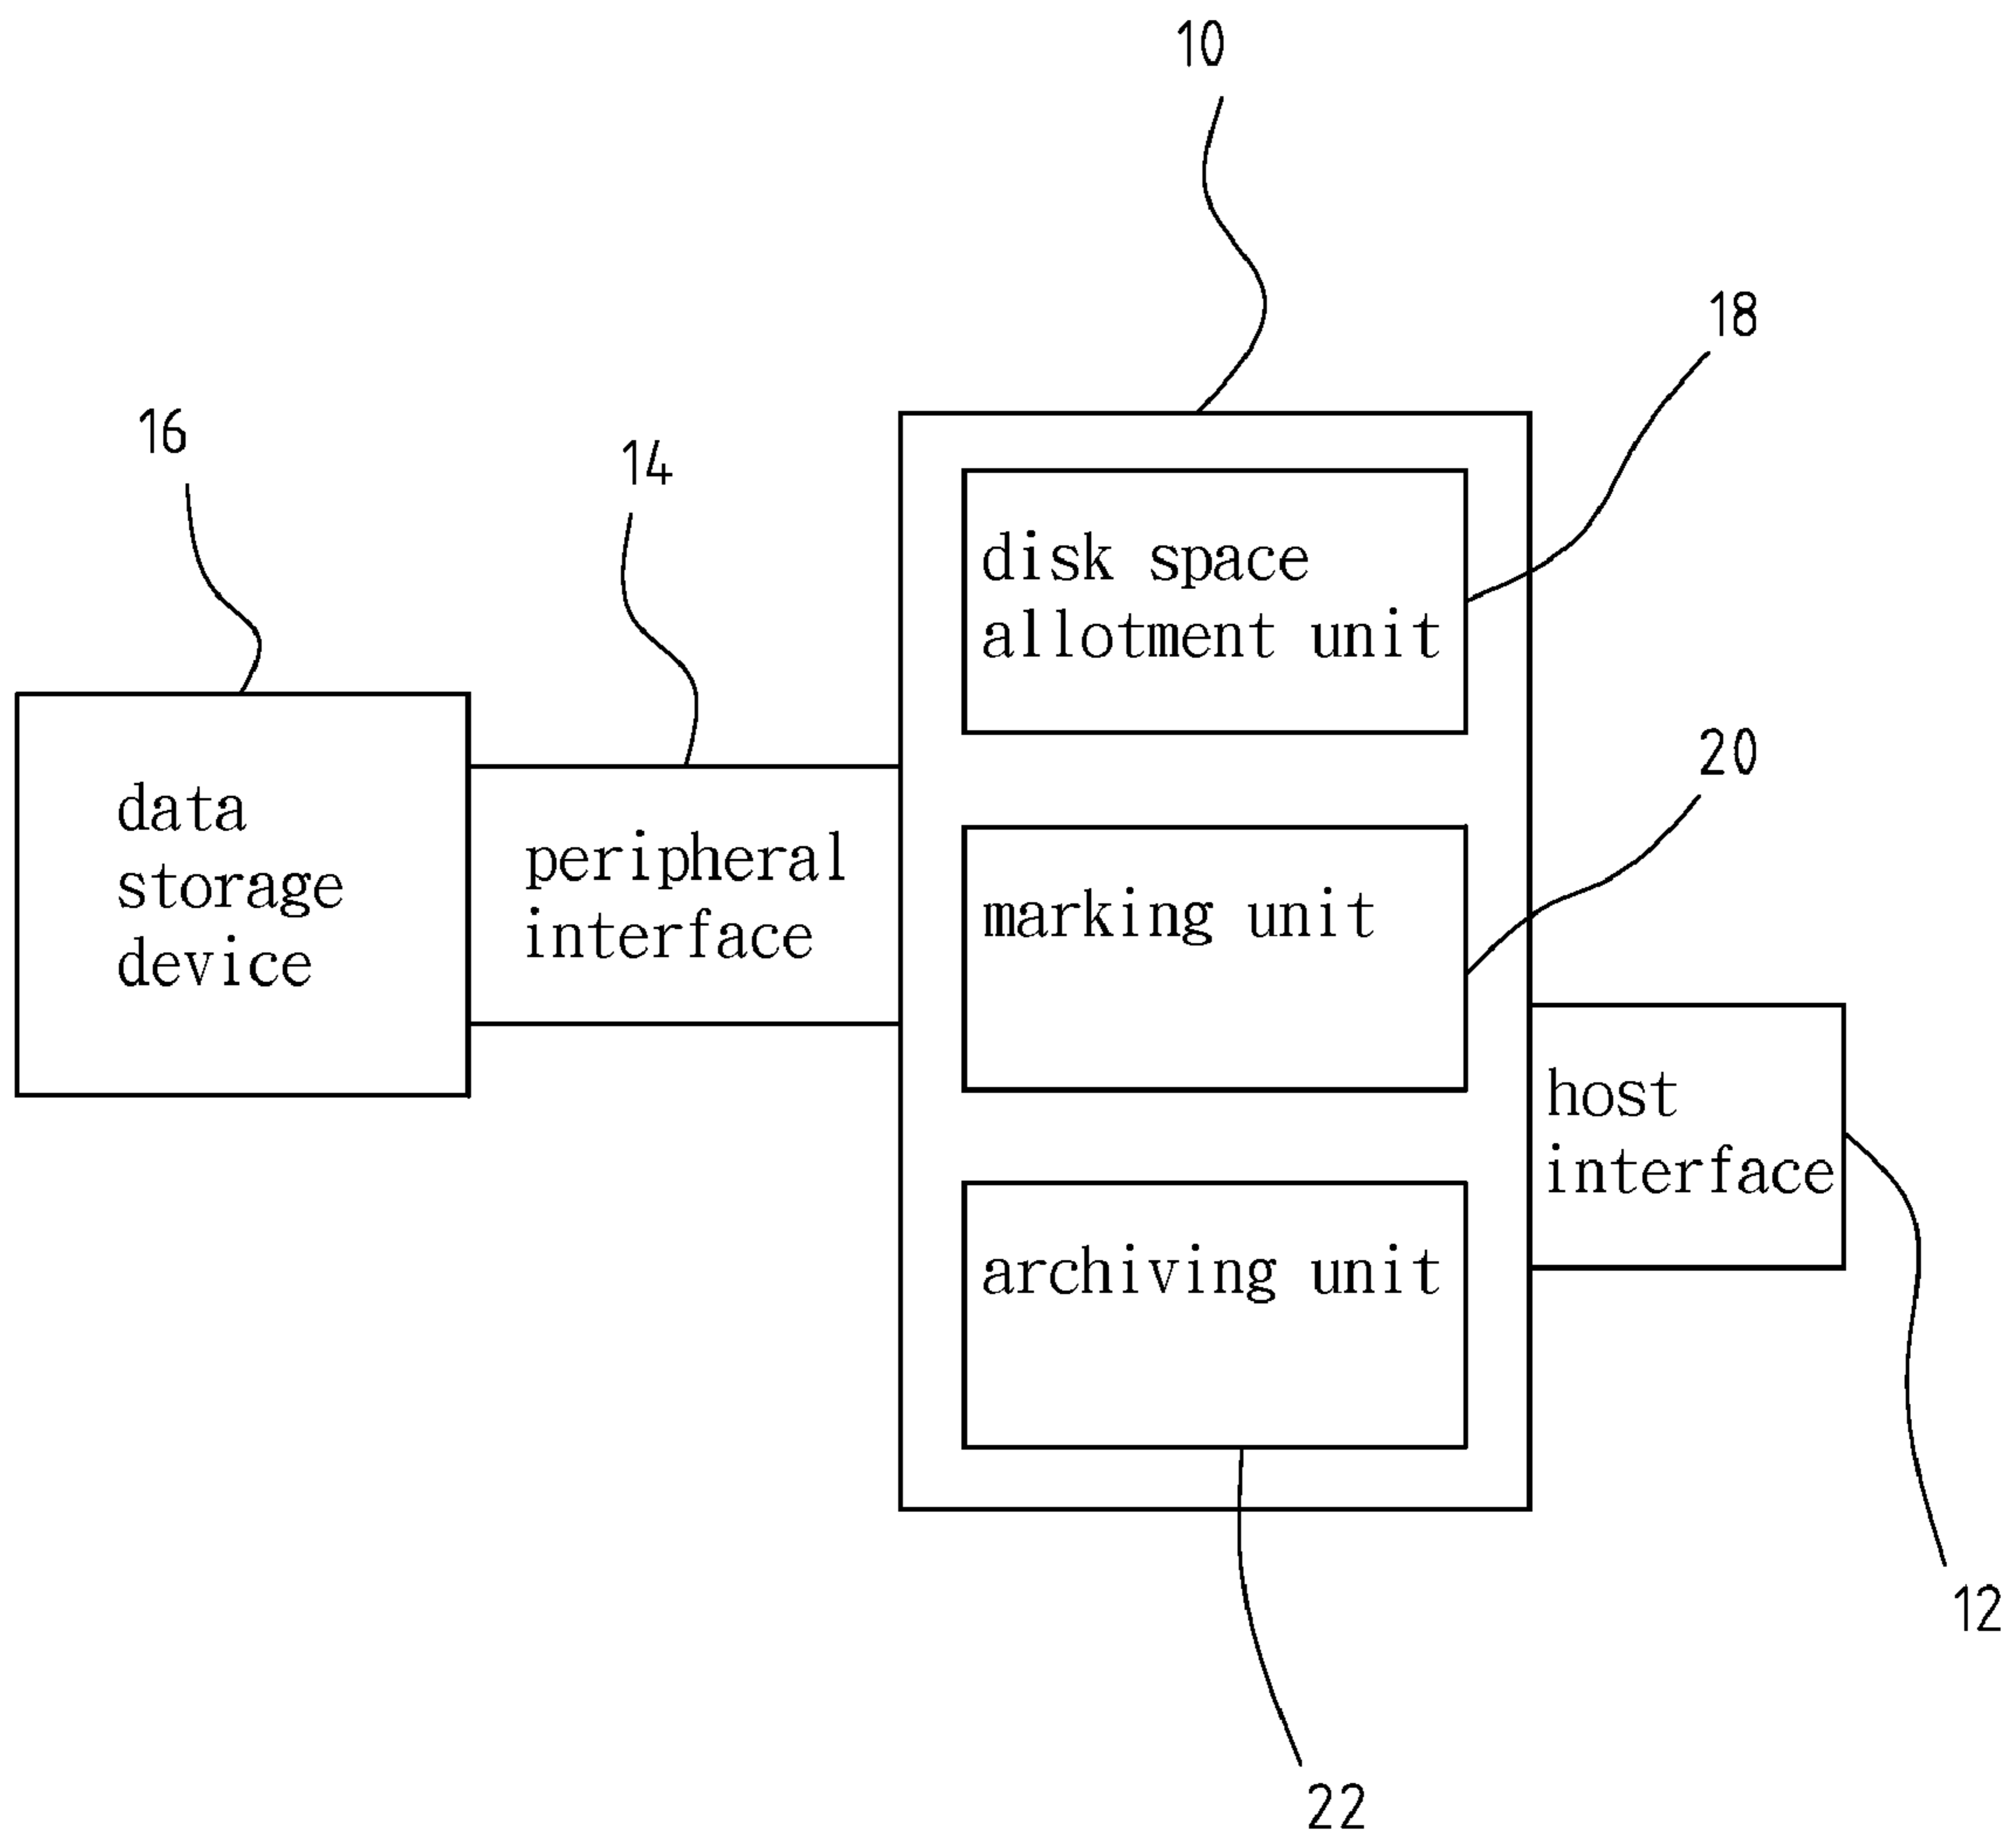 10
18
16
14
disk space
allotment unit
20
data
storage
device
peripheral
interface
marking unit
host
interface
archiving unit
12
22